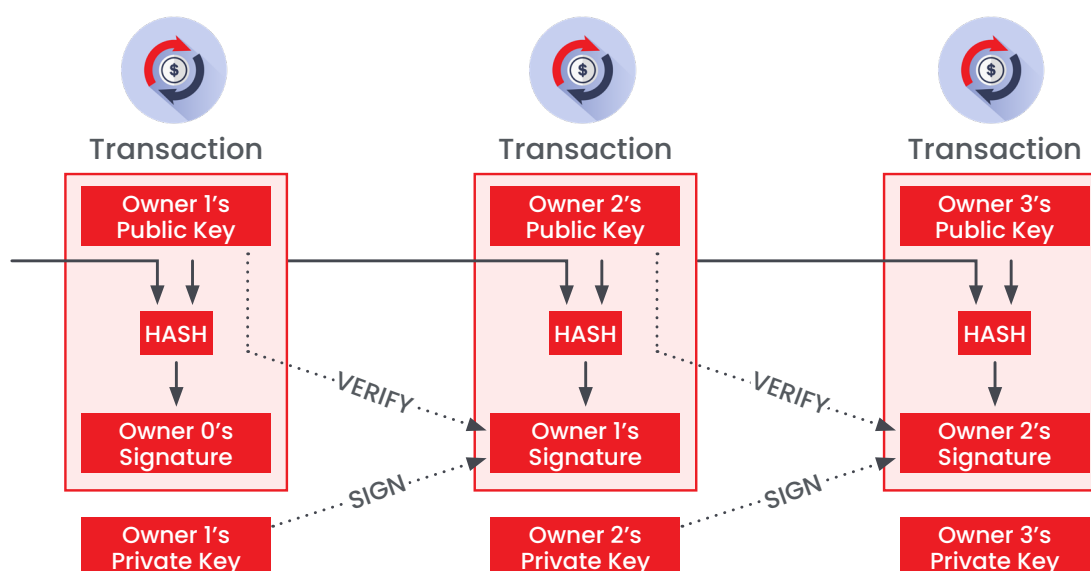 $
$
$
Transaction
Transaction
Transaction
Owner 1’s
Public Key
Owner 2’s
Public Key
Owner 3’s
Public Key
HASH
HASH
HASH
VERIFY
VERIFY
Owner 0’s
Signature
Owner 1’s
Signature
Owner 2’s
Signature
SIGN
SIGN
Owner 1’s
Private Key
Owner 2’s
Private Key
Owner 3’s
Private Key